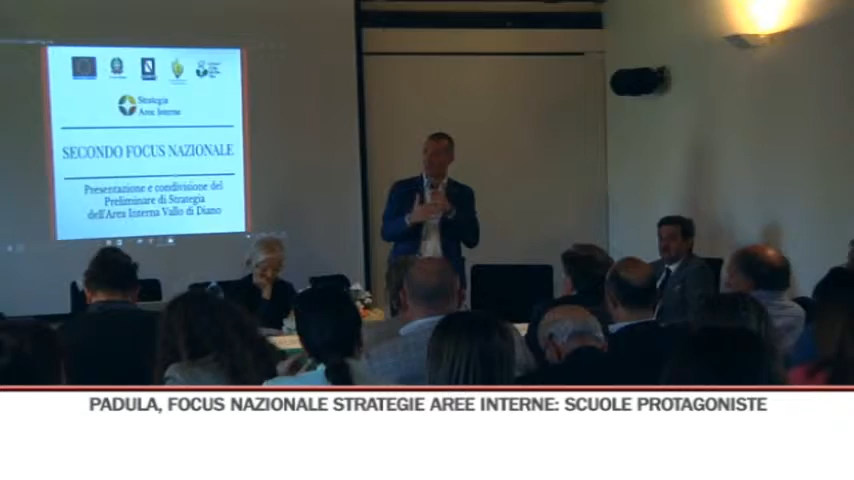 Strategia
Aree Interne
SECONDO FOCUS NAZIONALE
Presentazione e condivisione del
Preliminare di Strategia
dell'Area Interna Vallo di Diano
PADULA, FOCUS NAZIONALE STRATEGIE AREE INTERNE: SCUOLE PROTAGONISTE